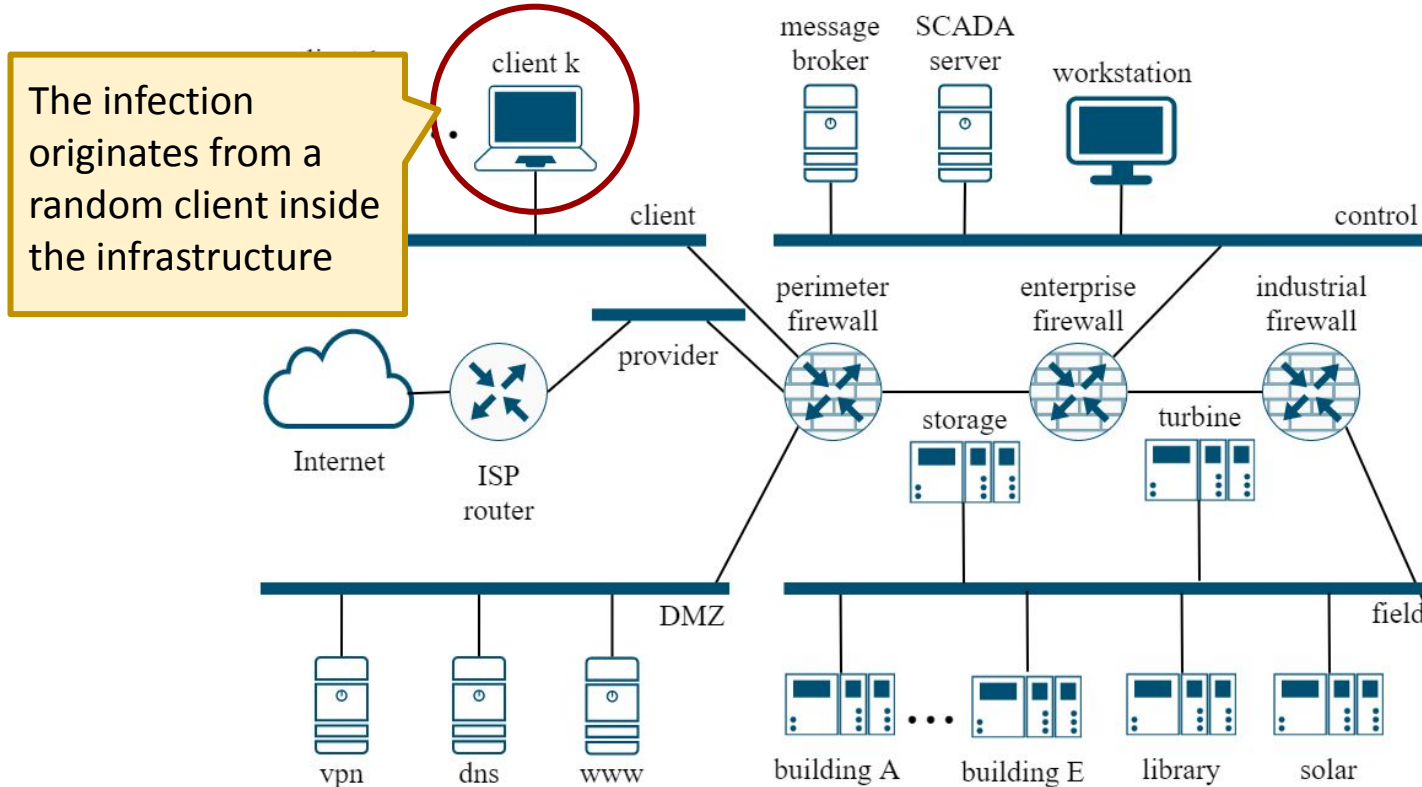 The infection
originates from a
random client inside
the infrastructure
client k
message
broker
SCADA
server
workstation
client
control
perimeter
firewall
enterprise
firewall
industrial
firewall
provider
Internet
ISP
router
storage
turbine
DMZ
field
vpn
dns
www
building A
building E
library
solar